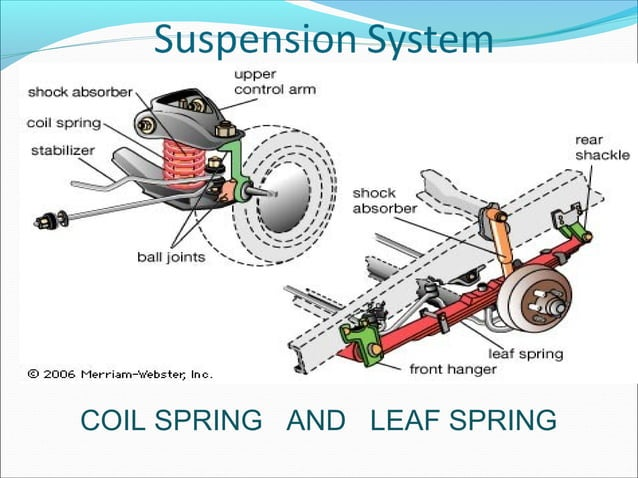 Suspension System
upper
control arm
shock absorber
coil spring
stabilizer
ball joints
rear
shackle
shock
absorber
leaf spring
front hanger
© 2006 Merriam-Webster, Inc.
COIL SPRING AND LEAF SPRING